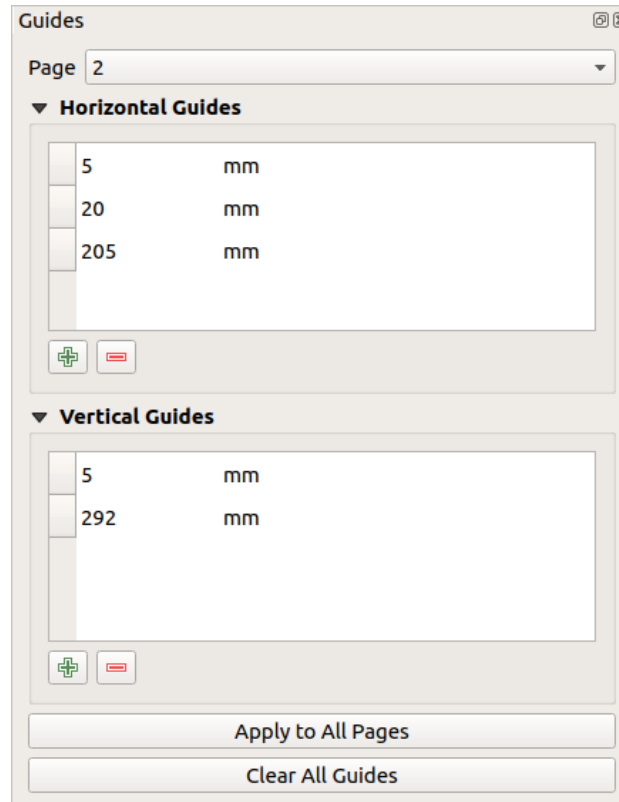 Guides
Page 2
Horizontal Guides
5 mm
20 mm
205 mm
Vertical Guides
5 mm
292 mm
Apply to All Pages
Clear All Guides